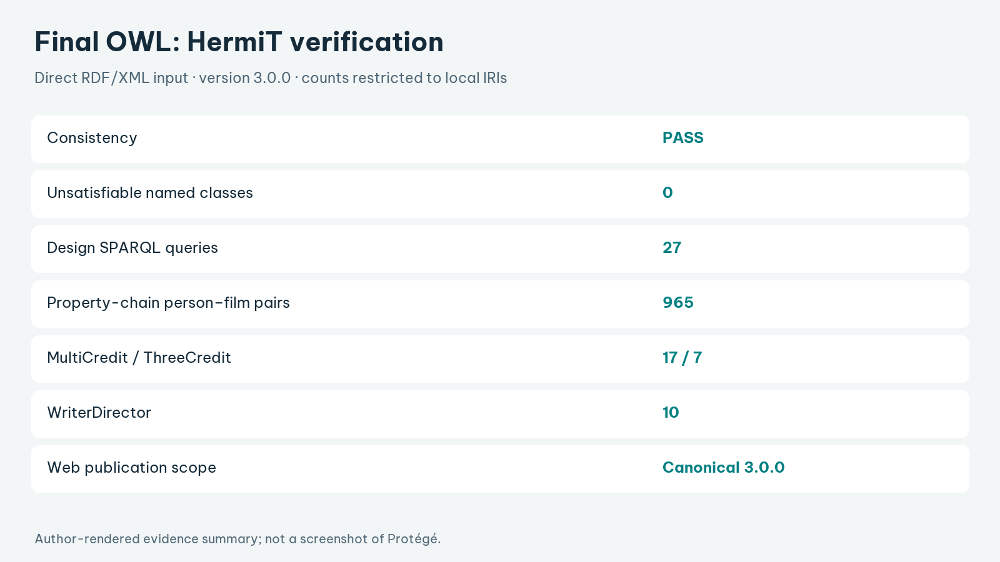 Final OWL: HermiT verification
Direct RDF/XML input · version 3.0.0 · counts restricted to local IRIs
Consistency PASS
Unsatisfiable named classes 0
Design SPARQL queries 27
Property-chain person–film pairs 965
MultiCredit / ThreeCredit 17 / 7
WriterDirector 10
Web publication scope Canonical 3.0.0
Author-rendered evidence summary; not a screenshot of Protégé.